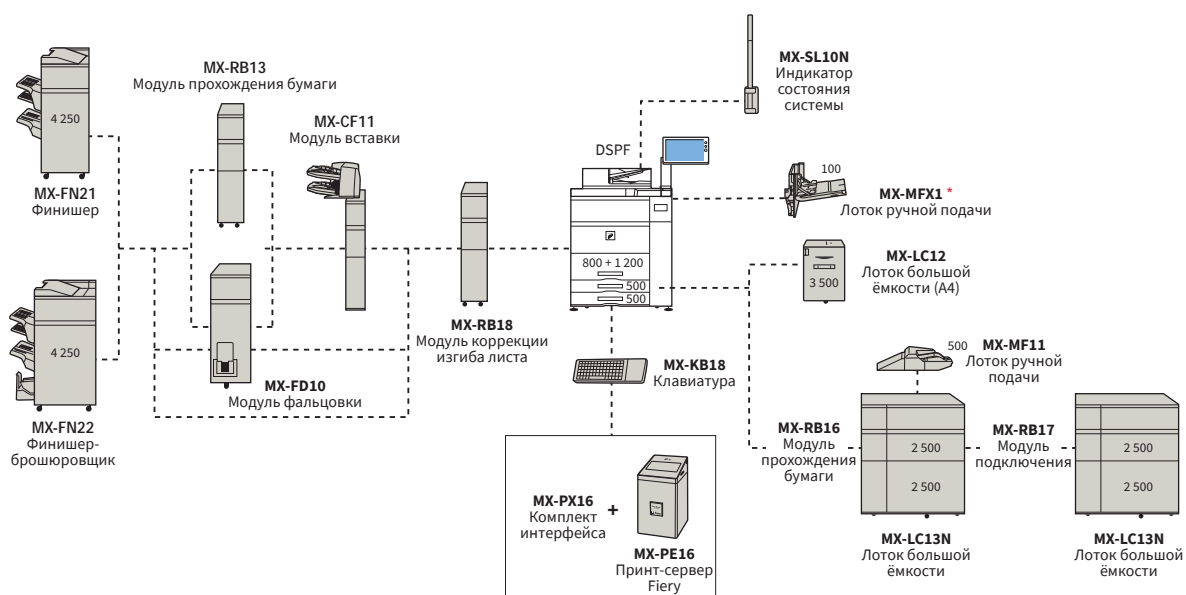 4 250
MX-FN21
Финишер
MX-RB13
Модуль прохождения бумаги
MX-CF11
Модуль вставки
DSPF
MX-SL10N
Индикатор
состояния
системы
100
MX-MFX1 *
Лоток ручной подачи
MX-LC12
Лоток большой
ёмкости (A4)
3 500
800 + 1 200
500
500
4 250
MX-FN22
Финишер-
брошюровщик
MX-FD10
Модуль фальцовки
MX-RB18
Модуль коррекции
изгиба листа
MX-KB18
Клавиатура
500
MX-MF11
Лоток ручной
подачи
MX-RB16
Модуль
прохождения
бумаги
2 500
2 500
MX-LC13N
Лоток большой
ёмкости
MX-RB17
Модуль
подключения
2 500
2 500
MX-LC13N
Лоток большой
ёмкости
MX-PX16
Комплект
интерфейса
+
MX-PE16
Принт-сервер
Fiery